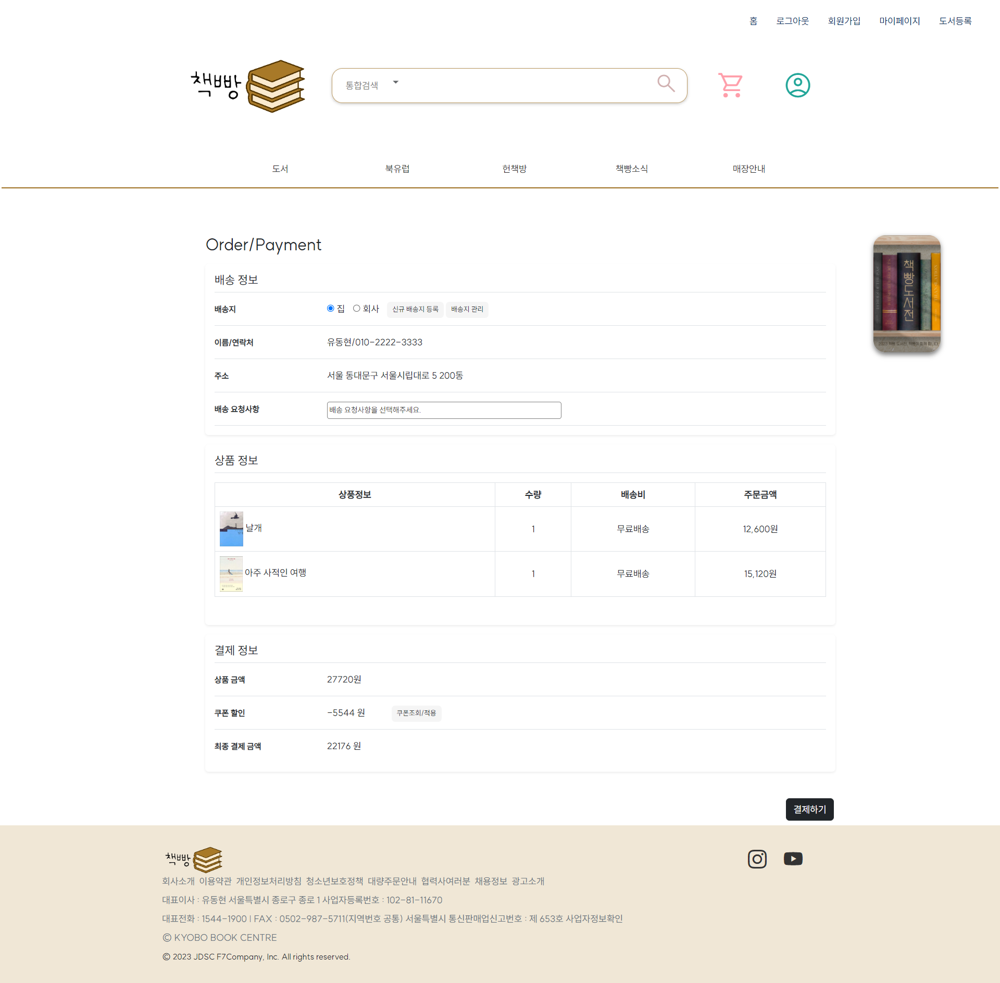 홈 로그아웃 회원가입 마이페이지 도서등록
책빵
통합검색
도서 북유럽 헌책방 책빵소식 매장안내
Order/Payment
책빵도서전
2023 책빵 도서전, 책빵이 함께 합니다.
배송 정보
배송지 집 회사 신규 배송지 등록 배송지 관리
이름/연락처 유동현/010-2222-3333
주소 서울 동대문구 서울시립대로 5 200동
배송 요청사항 배송 요청사항을 선택해주세요.
상품 정보
상풍정보 수량 배송비 주문금액
날개 1 무료배송 12,600원
아주 사적인 여행 1 무료배송 15,120원
결제 정보
상품 금액 27720원
쿠폰 할인 -5544 원 쿠폰조회/적용
최종 결제 금액 22176 원
결제하기
책빵
회사소개 이용약관 개인정보처리방침 청소년보호정책 대량주문안내 협력사여러분 채용정보 광고소개
대표이사 : 유동현 서울특별시 종로구 종로 1 사업자등록번호 : 102-81-11670
대표전화 : 1544-1900 | FAX : 0502-987-5711(지역번호 공통) 서울특별시 통신판매업신고번호 : 제 653호 사업자정보확인
© KYOBO BOOK CENTRE
© 2023 JDSC F7Company, Inc. All rights reserved.